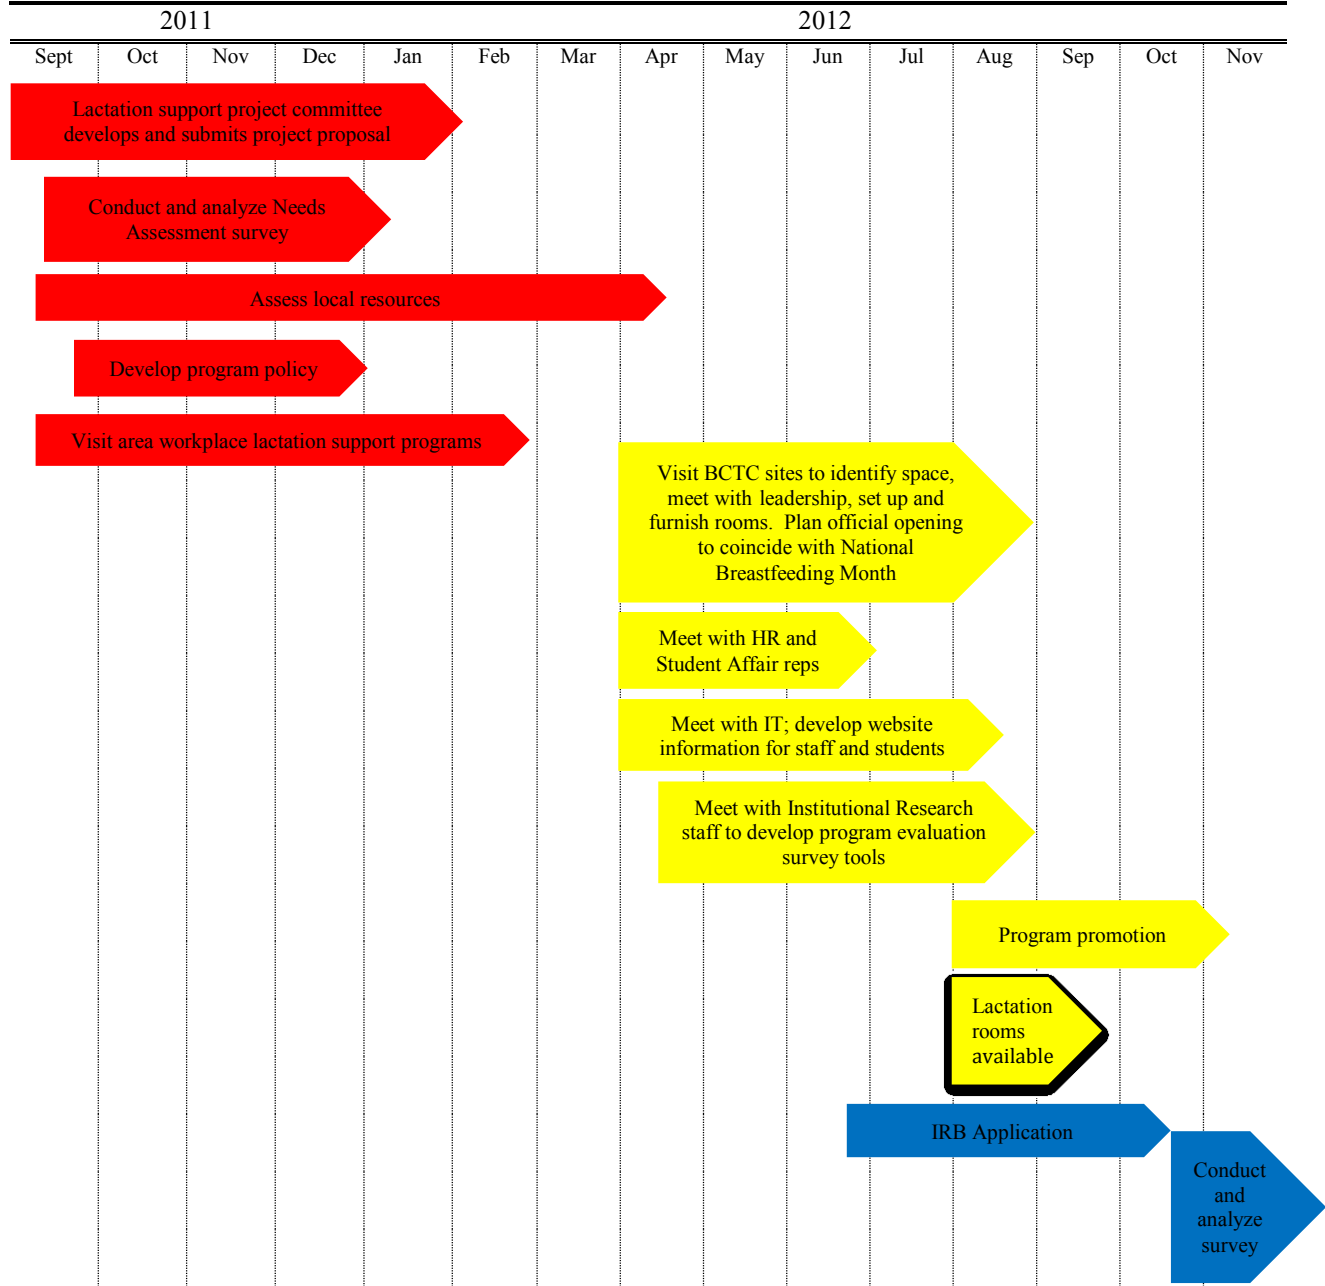 2011 2012
Sept Oct Nov Dec Jan Feb Mar Apr May Jun Jul Aug Sep Oct Nov
Lactation support project committee
develops and submits project proposal
Conduct and analyze Needs
Assessment survey
Assess local resources
Develop program policy
Visit area workplace lactation support programs
Visit BCTC sites to identify space,
meet with leadership, set up and
furnish rooms. Plan official opening
to coincide with National
Breastfeeding Month
Meet with HR and
Student Affair reps
Meet with IT; develop website
information for staff and students
Meet with Institutional Research
staff to develop program evaluation
survey tools
Program promotion
Lactation
rooms
available
IRB Application
Conduct
and
analyze
survey